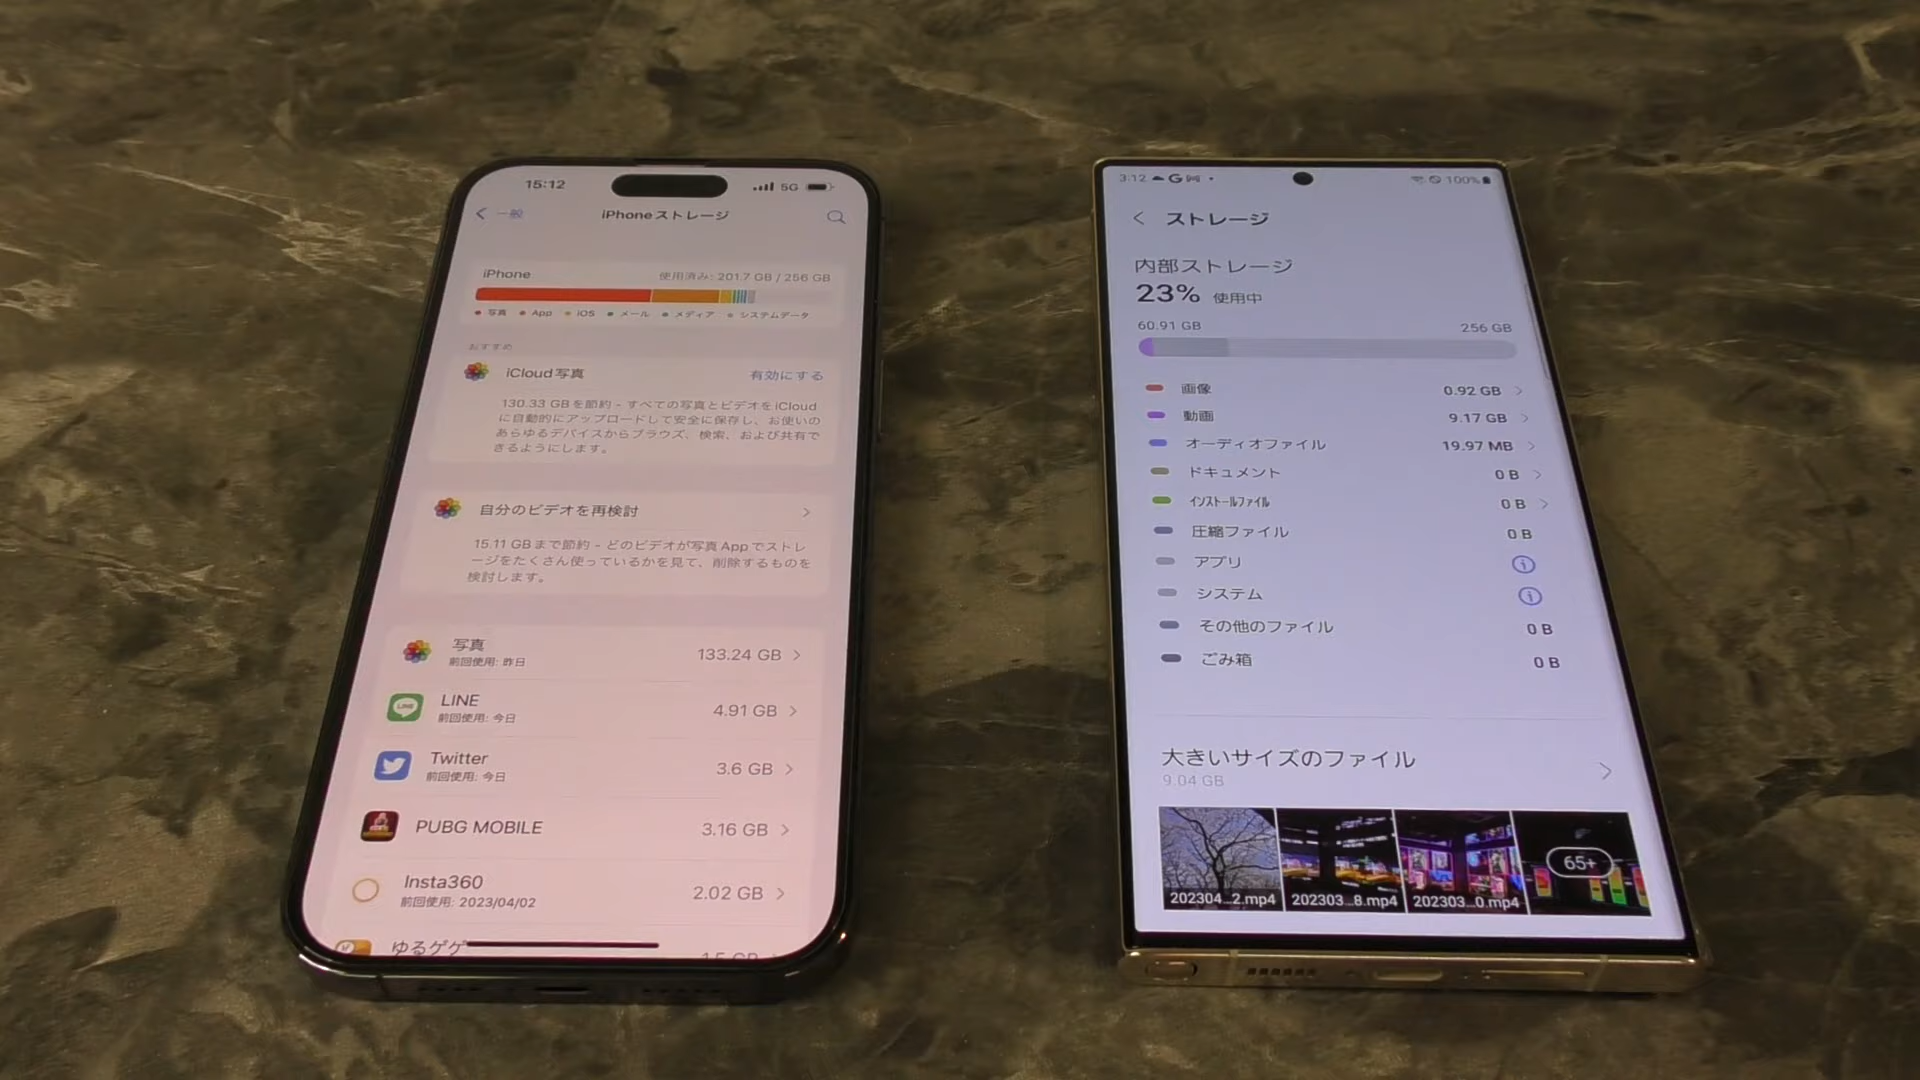 15:12
5G
一般
iPhoneストレージ
iPhone
使用済み: 201.7 GB / 256 GB
写真 App iOS メール メディア システムデータ
おすすめ
iCloud写真
有効にする
130.33 GBを節約 – すべての写真とビデオをiCloud
に自動的にアップロードして安全に保存し、お使いの
あらゆるデバイスからブラウズ、検索、および共有で
きるようにします。
自分のビデオを再検討
15.11 GBまで節約 – どのビデオが写真Appでストレ
ージをたくさん使っているかを見て、削除するものを
検討します。
写真
前回使用: 昨日
133.24 GB
LINE
前回使用: 今日
4.91 GB
Twitter
前回使用: 今日
3.6 GB
PUBG MOBILE
3.16 GB
Insta360
前回使用: 2023/04/02
2.02 GB
ゆるゲゲ
3:12
100%
ストレージ
内部ストレージ
23% 使用中
60.91 GB
256 GB
画像
0.92 GB
動画
9.17 GB
オーディオファイル
19.97 MB
ドキュメント
0 B
インストールファイル
0 B
圧縮ファイル
0 B
アプリ
システム
その他のファイル
0 B
ごみ箱
0 B
大きいサイズのファイル
9.04 GB
202304...2.mp4
202303...8.mp4
202303...0.mp4
65+